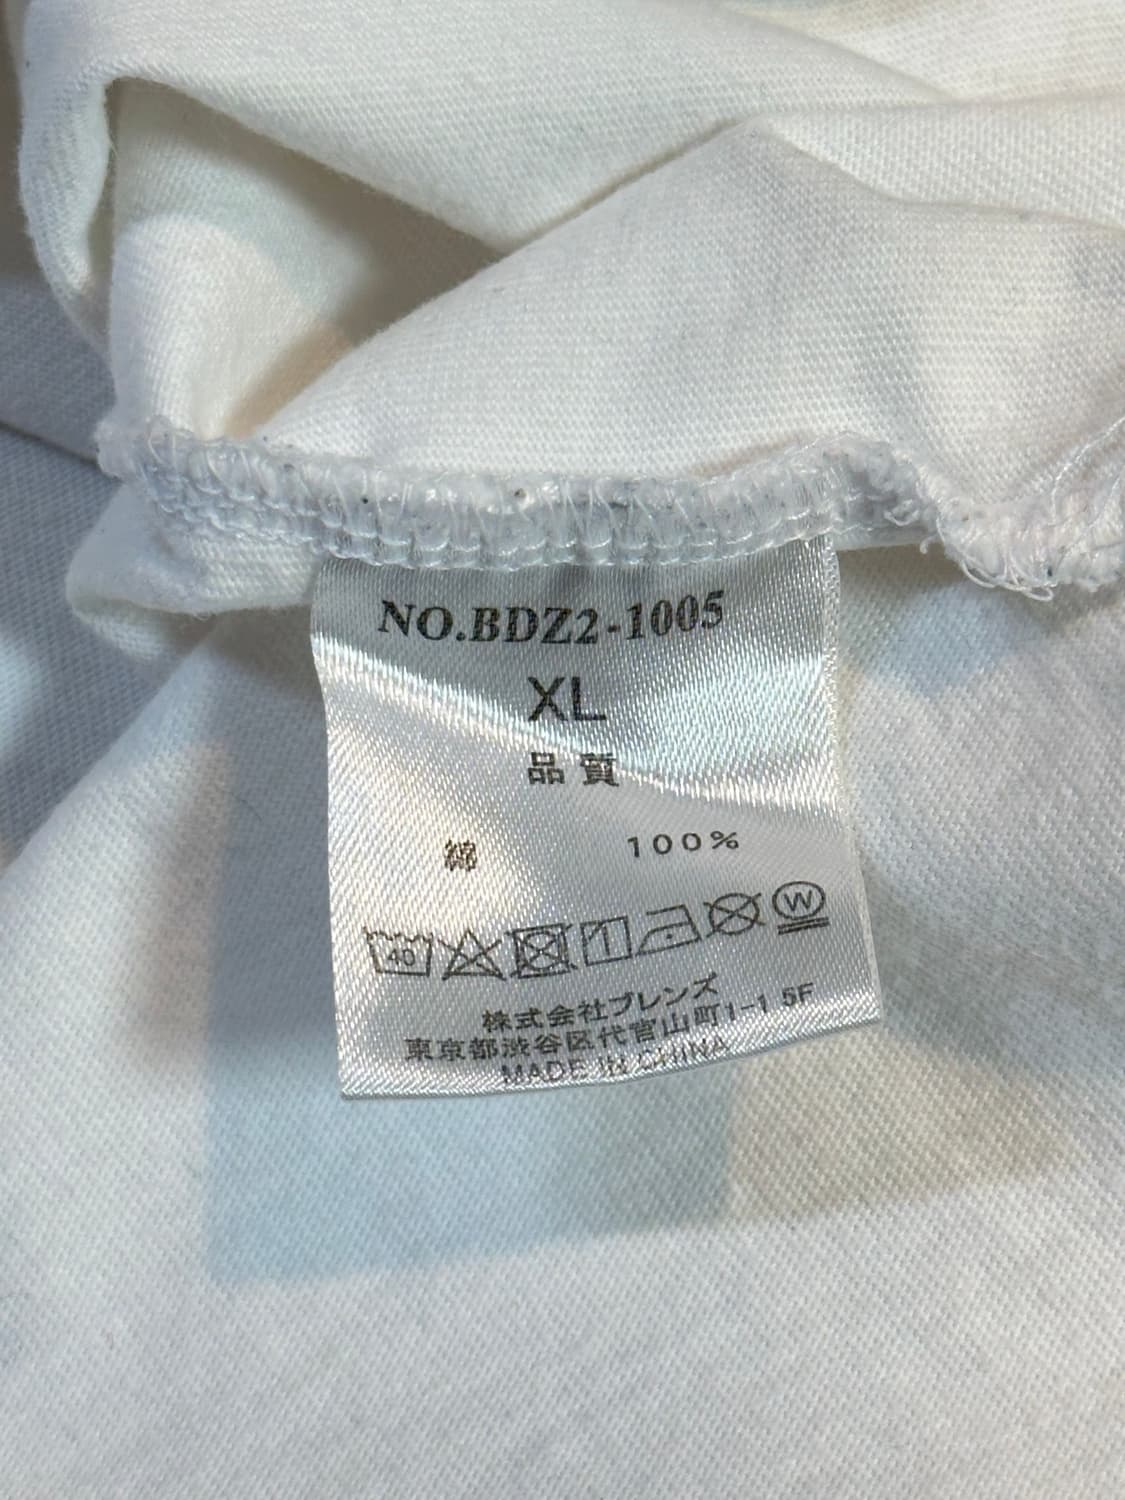 NO.BDZ2-1005
XL
品質
綿 100%
40
W
株式会社ブレンズ
東京都渋谷区代官山町1-1 5F
MADE IN CHINA